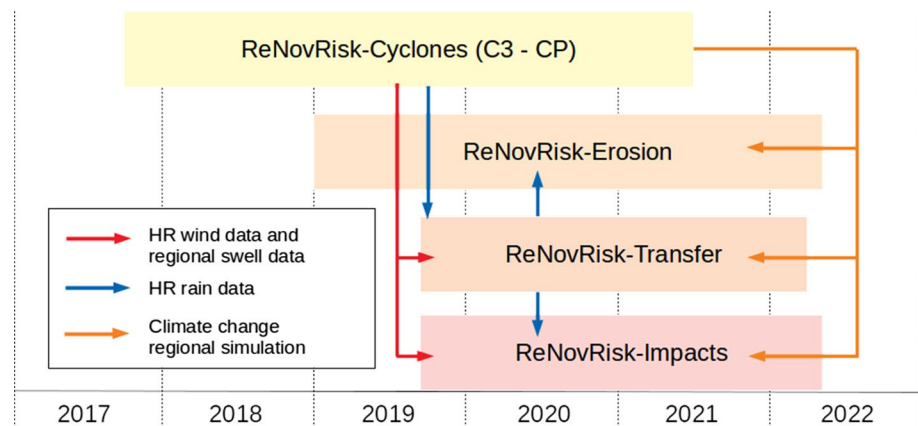 ReNovRisk-Cyclones (C3 - CP)
ReNovRisk-Erosion
ReNovRisk-Transfer
ReNovRisk-Impacts
HR wind data and
regional swell data
HR rain data
Climate change
regional simulation
2017 2018 2019 2020 2021 2022